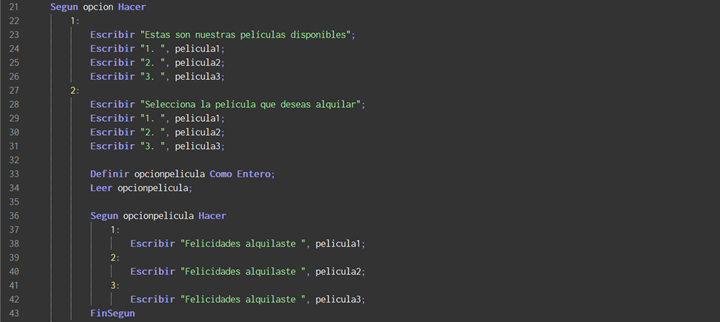 21 Segun opcion Hacer
22 1:
23 Escribir "Estas son nuestras películas disponibles";
24 Escribir "1. ", pelicula1;
25 Escribir "2. ", pelicula2;
26 Escribir "3. ", pelicula3;
27 2:
28 Escribir "Selecciona la película que deseas alquilar";
29 Escribir "1. ", pelicula1;
30 Escribir "2. ", pelicula2;
31 Escribir "3. ", pelicula3;
32
33 Definir opcionpelicula Como Entero;
34 Leer opcionpelicula;
35
36 Segun opcionpelicula Hacer
37 1:
38 Escribir "Felicidades alquilaste ", pelicula1;
39 2:
40 Escribir "Felicidades alquilaste ", pelicula2;
41 3:
42 Escribir "Felicidades alquilaste ", pelicula3;
43 FinSegun